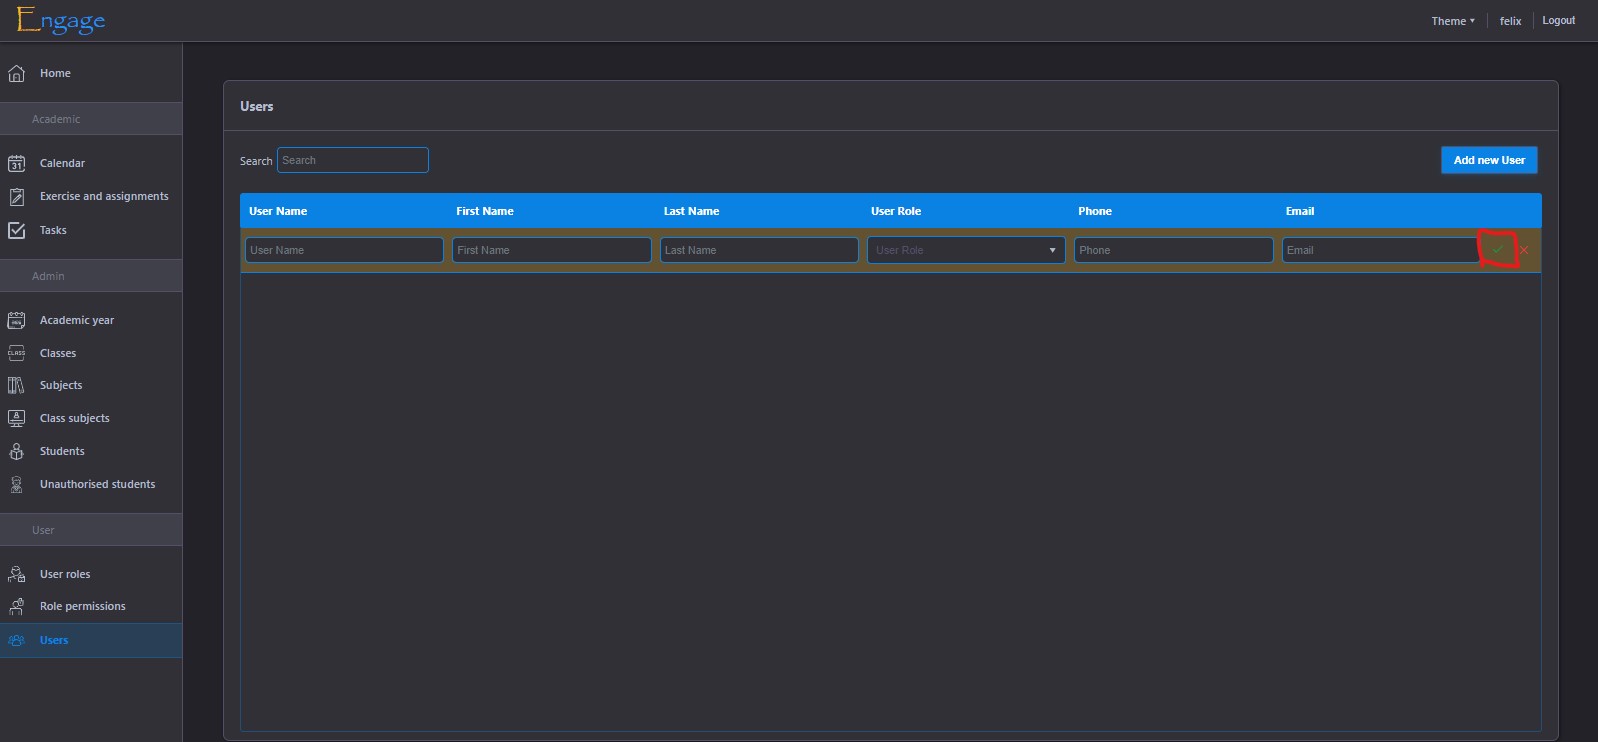 Engage
Theme felix Logout
Home
Academic
31 Calendar
Exercise and assignments
Tasks
Admin
Academic year
CLASS Classes
Subjects
Class subjects
Students
Unauthorised students
User
User roles
Role permissions
Users
Users
Search Search Add new User
User Name First Name Last Name User Role Phone Email
User Name First Name Last Name User Role Phone Email